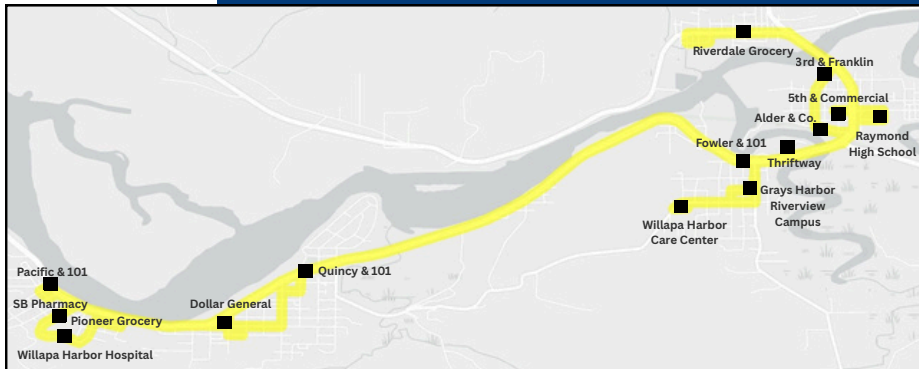 Riverdale Grocery
3rd & Franklin
5th & Commercial
Alder & Co.
Raymond
High School
Fowler & 101
Thriftway
Grays Harbor
Riverview
Campus
Willapa Harbor
Care Center
Quincy & 101
Pacific & 101
SB Pharmacy
Dollar General
Pioneer Grocery
Willapa Harbor Hospital